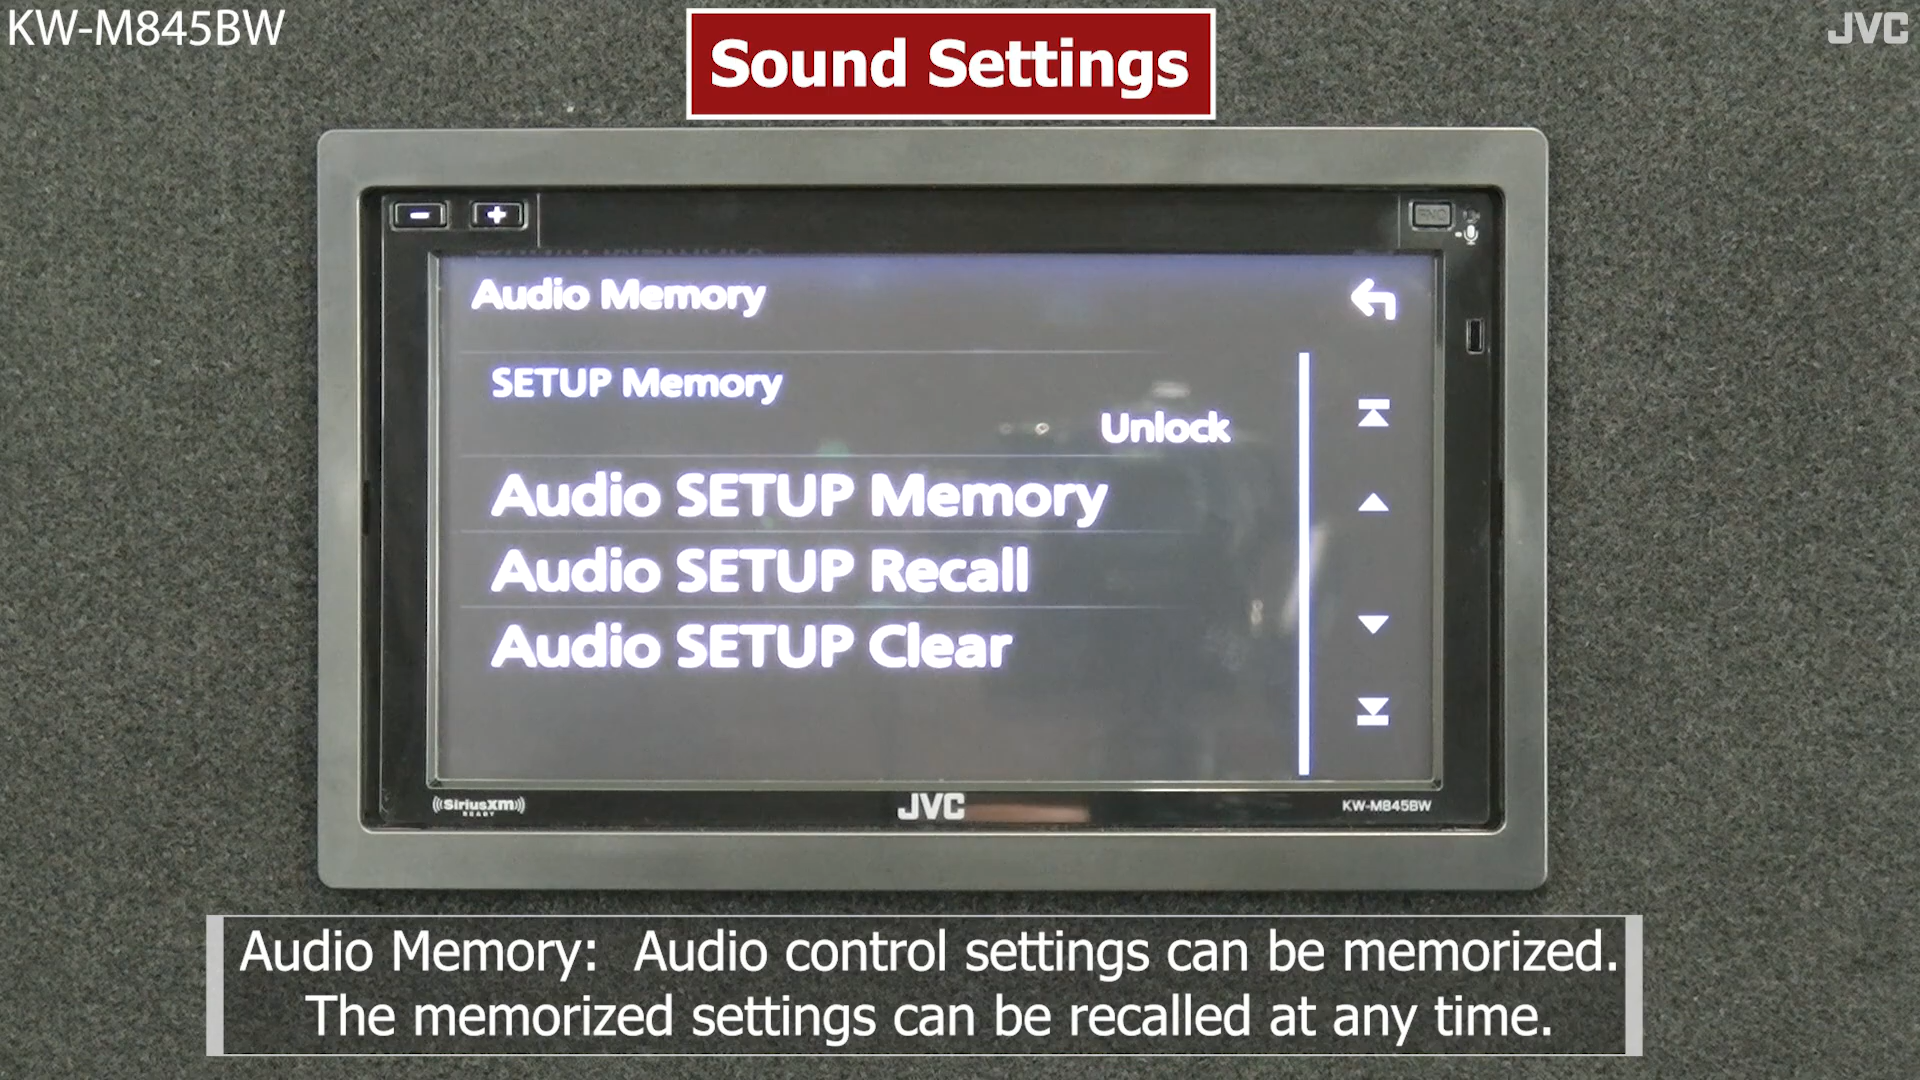 KW-M845BW
Sound Settings
JVC
Audio Memory
SETUP Memory
Unlock
Audio SETUP Memory
Audio SETUP Recall
Audio SETUP Clear
SiriusXM
READY
JVC
KW-M845BW
Audio Memory: Audio control settings can be memorized.
The memorized settings can be recalled at any time.